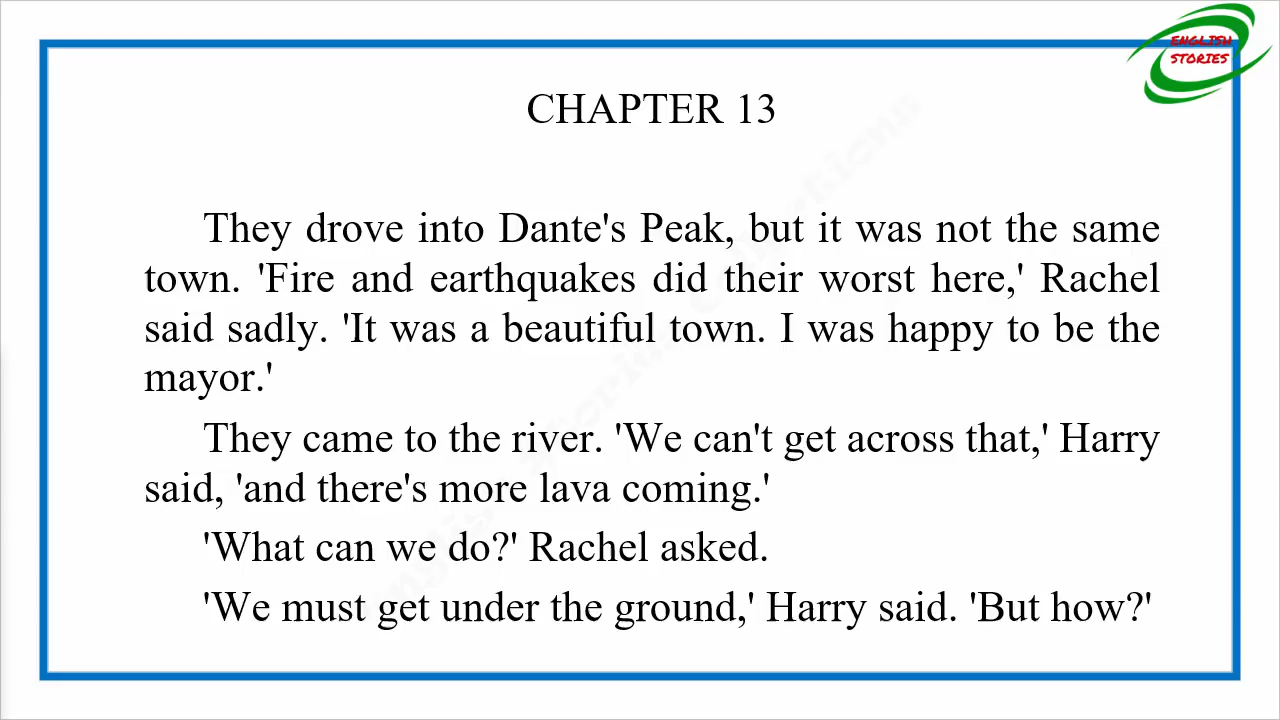 ENGLISH
STORIES
CHAPTER 13
They drove into Dante's Peak, but it was not the same
town. 'Fire and earthquakes did their worst here,' Rachel
said sadly. 'It was a beautiful town. I was happy to be the
mayor.'
They came to the river. 'We can't get across that,' Harry
said, 'and there's more lava coming.'
'What can we do?' Rachel asked.
'We must get under the ground,' Harry said. 'But how?'